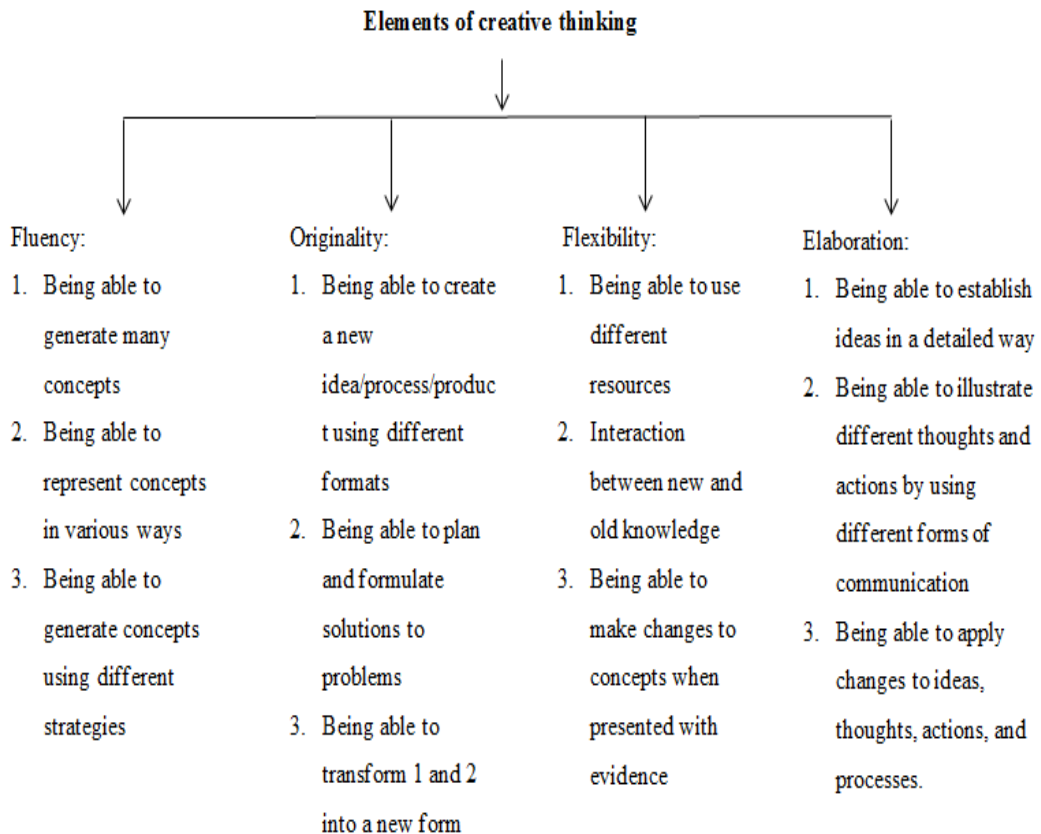 Elements of creative thinking
Fluency:
1. Being able to
generate many
concepts
2. Being able to
represent concepts
in various ways
3. Being able to
generate concepts
using different
strategies
Originality:
1. Being able to create
a new
idea/process/produc
t using different
formats
2. Being able to plan
and formulate
solutions to
problems
3. Being able to
transform 1 and 2
into a new form
Flexibility:
1. Being able to use
different
resources
2. Interaction
between new and
old knowledge
3. Being able to
make changes to
concepts when
presented with
evidence
Elaboration:
1. Being able to establish
ideas in a detailed way
2. Being able to illustrate
different thoughts and
actions by using
different forms of
communication
3. Being able to apply
changes to ideas,
thoughts, actions, and
processes.